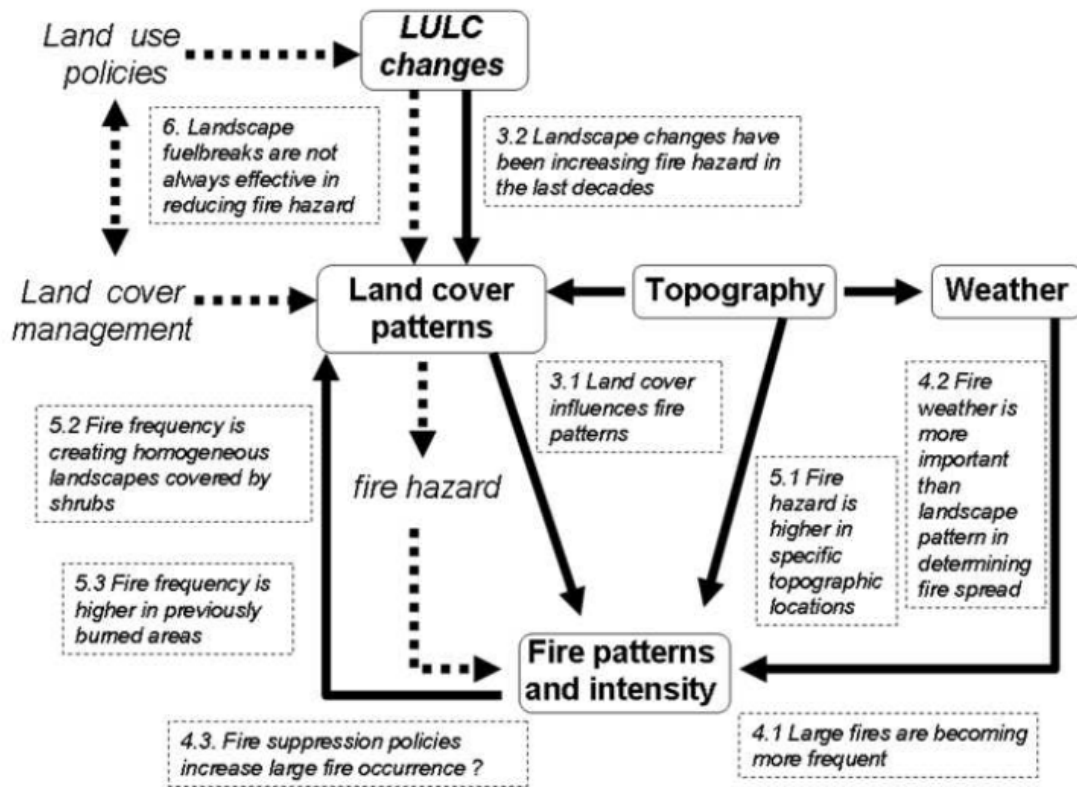 Land use
policies
LULC
changes
6. Landscape
fuelbreaks are not
always effective in
reducing fire hazard
3.2 Landscape changes have
been increasing fire hazard in
the last decades
Land cover
management
Land cover
patterns
Topography
Weather
5.2 Fire frequency is
creating homogeneous
landscapes covered by
shrubs
3.1 Land cover
influences fire
patterns
4.2 Fire
weather is
more
important
than
landscape
pattern in
determining
fire spread
fire hazard
5.1 Fire
hazard is
higher in
specific
topographic
locations
5.3 Fire frequency is
higher in previously
burned areas
Fire patterns
and intensity
4.3. Fire suppression policies
increase large fire occurrence ?
4.1 Large fires are becoming
more frequent